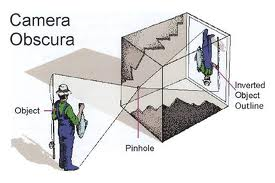 Camera
Obscura
Object
Pinhole
Inverted
Object
Outline